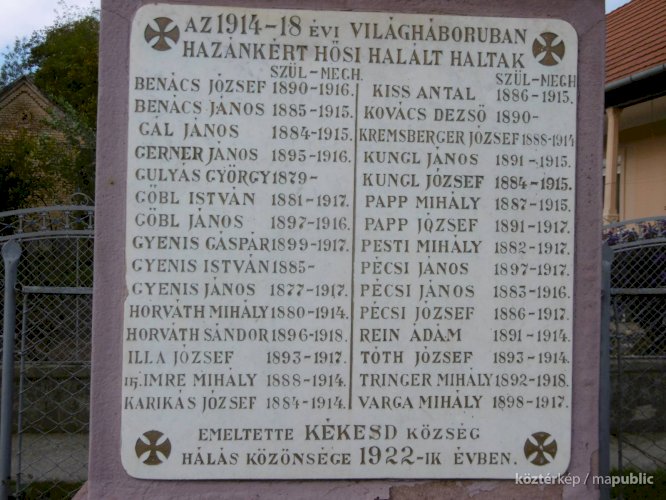 AZ 1914-18 ÉVI VILÁGHÁBORUBAN
HAZÁNKÉRT HŐSI HALÁLT HALTAK
SZÜL-MEGH.
BENÁCS JÓZSEF 1890-1916.
BENÁCS JÁNOS 1885-1915.
GÁL JÁNOS 1884-1915.
GERNER JÁNOS 1895-1916.
GULYÁS GYÖRGY 1879-
GÖBL ISTVÁN 1881-1917.
GÖBL JÁNOS 1897-1916.
GYENIS GÁSPÁR 1899-1917.
GYENIS ISTVÁN 1885-
GYENIS JÁNOS 1877-1917.
HORVÁTH MIHÁLY 1880-1914.
HORVÁTH SÁNDOR 1896-1918.
ILLA JÓZSEF 1893-1917.
ifj. IMRE MIHÁLY 1888-1914.
KARIKÁS JÓZSEF 1884-1914.
SZÜL-MEGH
KISS ANTAL 1886-1915.
KOVÁCS DEZSŐ 1890-
KREMSBERGER JÓZSEF 1888-1914
KUNGL JÁNOS 1891-1915.
KUNGL JÓZSEF 1884-1915.
PAPP MIHÁLY 1887-1915.
PAPP JÓZSEF 1891-1917.
PESTI MIHÁLY 1882-1917.
PÉCSI JÁNOS 1897-1917.
PÉCSI JÁNOS 1883-1916.
PÉCSI JÓZSEF 1886-1917.
REIN ÁDÁM 1891-1914.
TÓTH JÓZSEF 1893-1914.
TRINGER MIHÁLY 1892-1918.
VARGA MIHÁLY 1898-1917.
EMELTETTE KÉKESD KÖZSÉG
HÁLÁS KÖZÖNSÉGE 1922-IK ÉVBEN.
köztérkép / mapublic